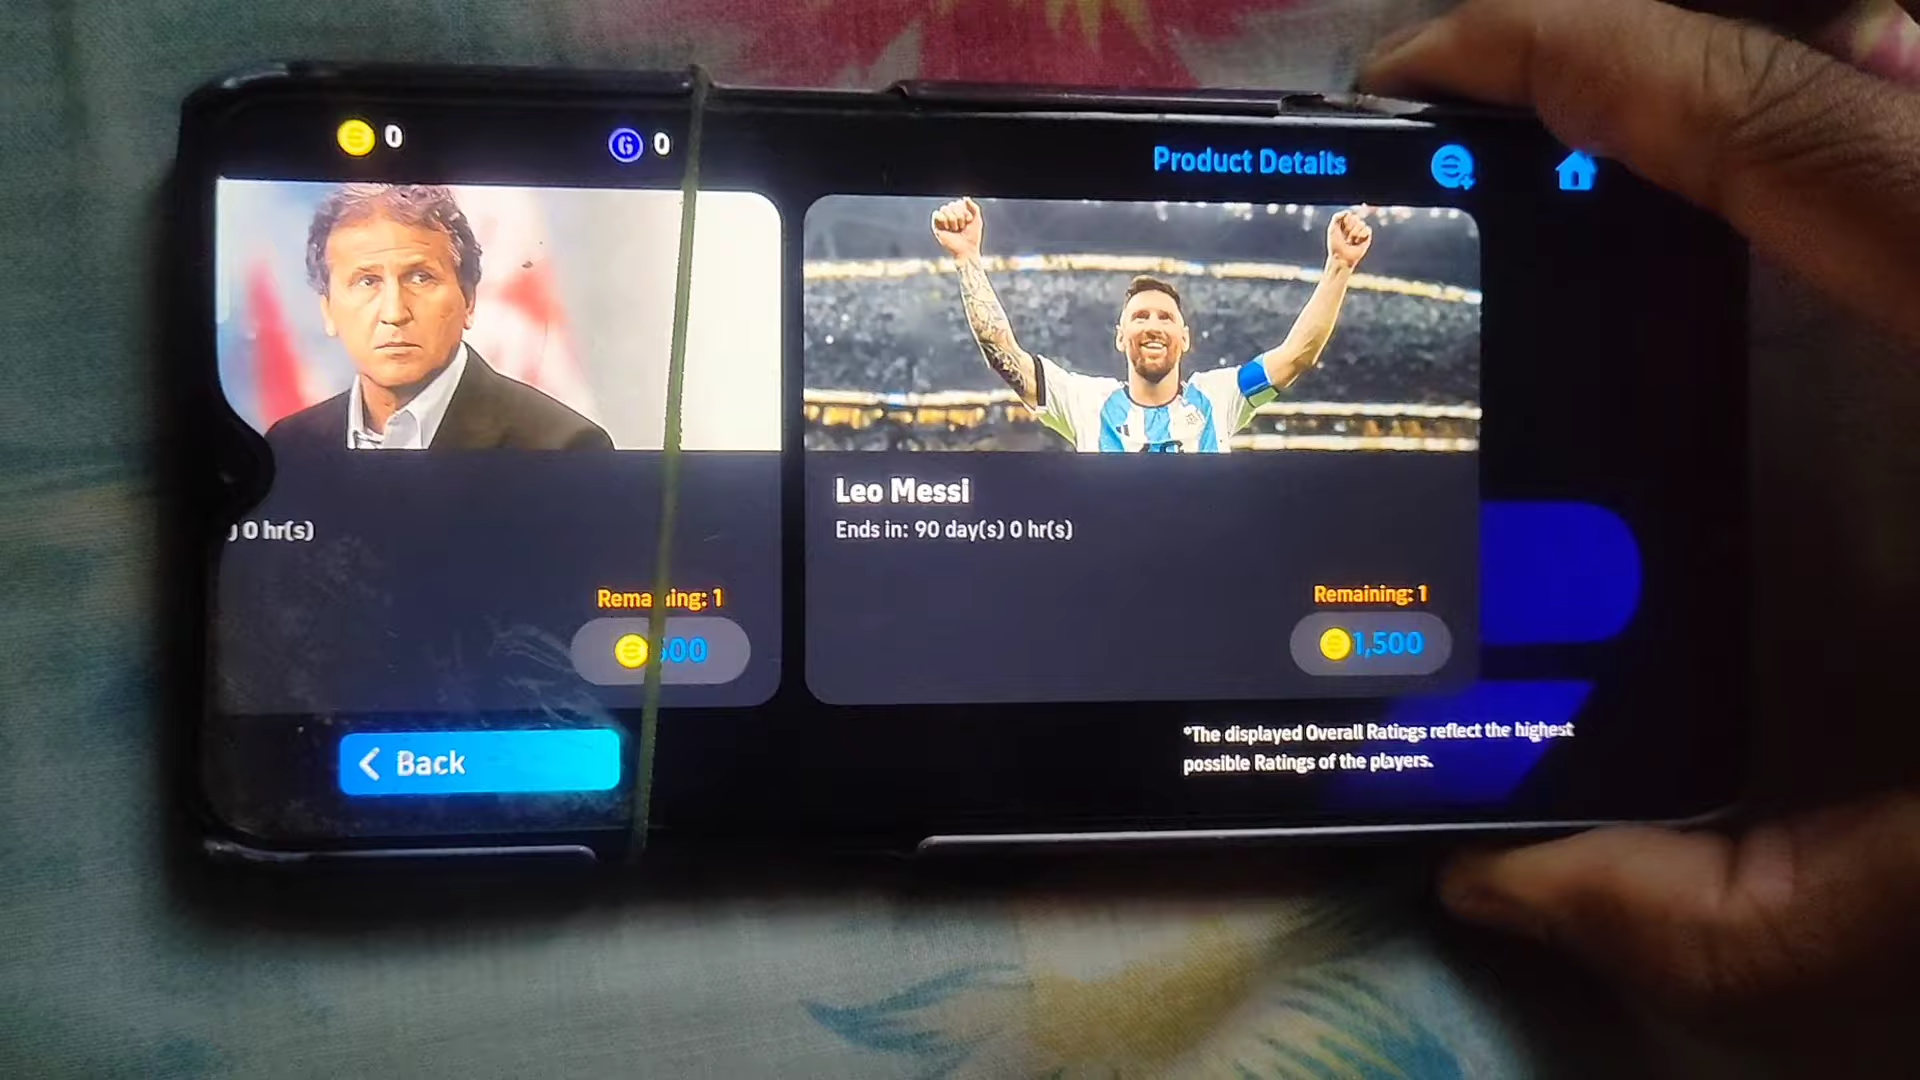 0
0
Product Details
0 hr(s)
Leo Messi
Ends in: 90 day(s) 0 hr(s)
Remaining: 1
1,500
Back
*The displayed Overall Ratings reflect the highest
possible Ratings of the players.